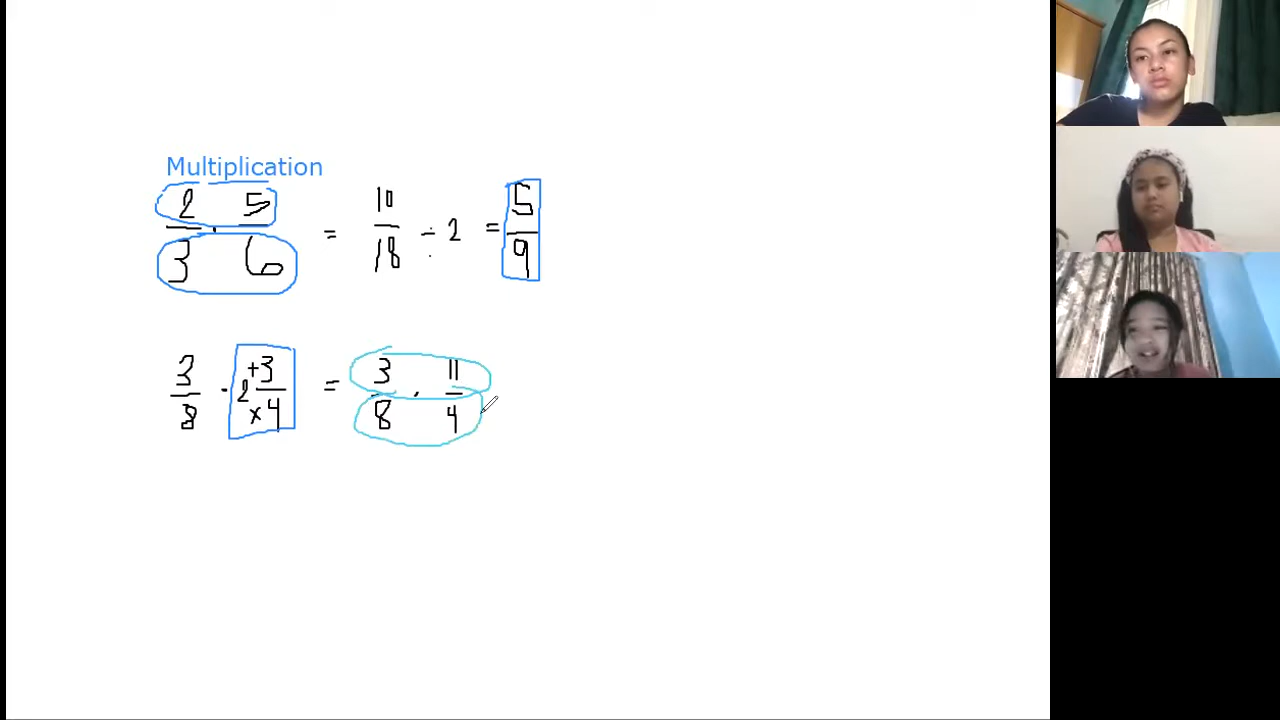 Multiplication
2/3 · 5/6 = 10/18 ÷ 2 = 5/9
3/8 · 2 +3/×4 = 3/8 · 11/4